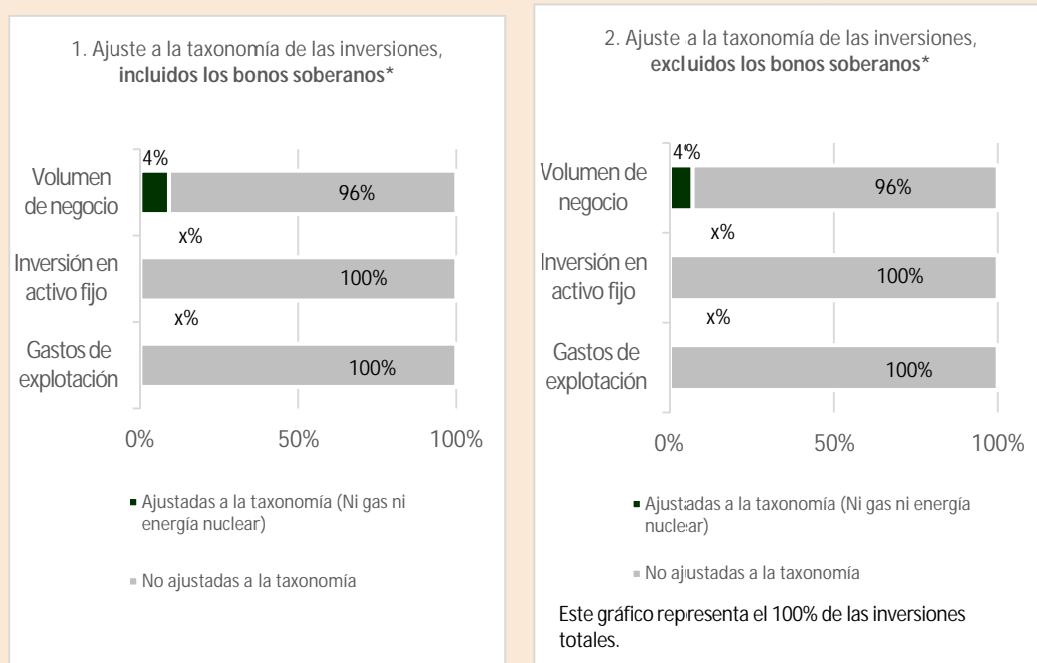 1. Ajuste a la taxonomía de las inversiones,
incluidos los bonos soberanos*
4%
Volumen
de negocio
96%
x%
Inversión en
activo fijo
100%
x%
Gastos de
explotación
100%
0%
50%
100%
Ajustadas a la taxonomía (Ni gas ni
energía nuclear)
No ajustadas a la taxonomía
2. Ajuste a la taxonomía de las inversiones,
excluidos los bonos soberanos*
4%
Volumen de
negocio
96%
x%
Inversión en
activo fijo
100%
x%
Gastos de
explotación
100%
0%
50%
100%
Ajustadas a la taxonomía (Ni gas ni energía
nuclear)
No ajustadas a la taxonomía
Este gráfico representa el 100% de las inversiones
totales.